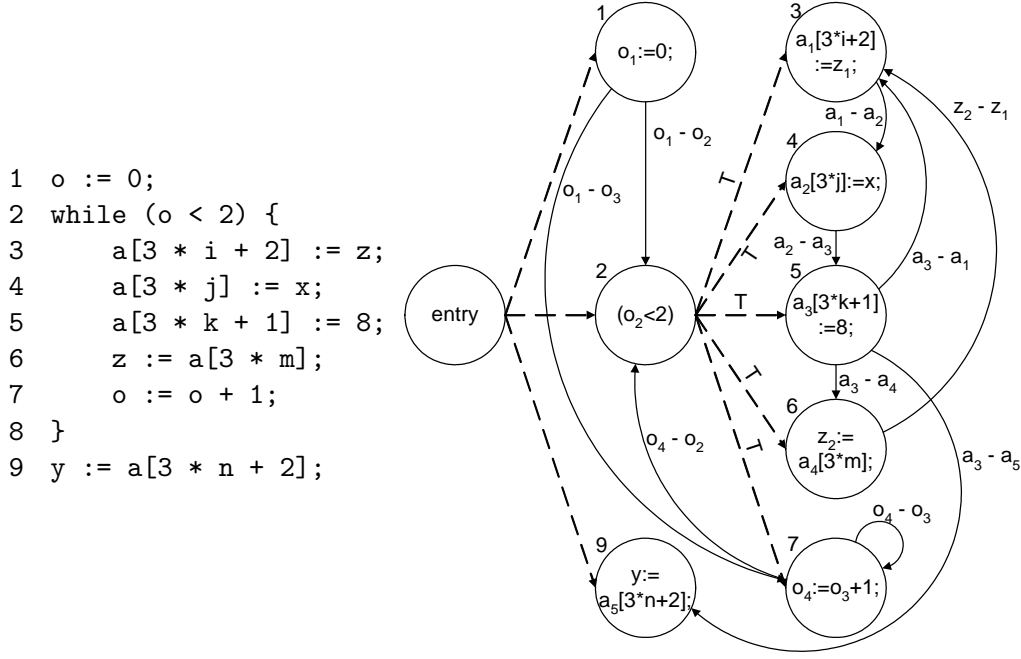 1 o := 0;
2 while (o < 2) {
3 a[3 * i + 2] := z;
4 a[3 * j] := x;
5 a[3 * k + 1] := 8;
6 z := a[3 * m];
7 o := o + 1;
8 }
9 y := a[3 * n + 2];
entry
1
o₁:=0;
o₁ - o₂
o₁ - o₃
2
(o₂<2)
o₄ - o₂
9
y:=
a₅[3*n+2];
T
T
T
T
T
3
a₁[3*i+2]
:=z₁;
a₁ - a₂
z₂ - z₁
4
a₂[3*j]:=x;
a₂ - a₃
a₃ - a₁
5
a₃[3*k+1]
:=8;
a₃ - a₄
6
z₂:=
a₄[3*m];
a₃ - a₅
o₄ - o₃
7
o₄:=o₃+1;